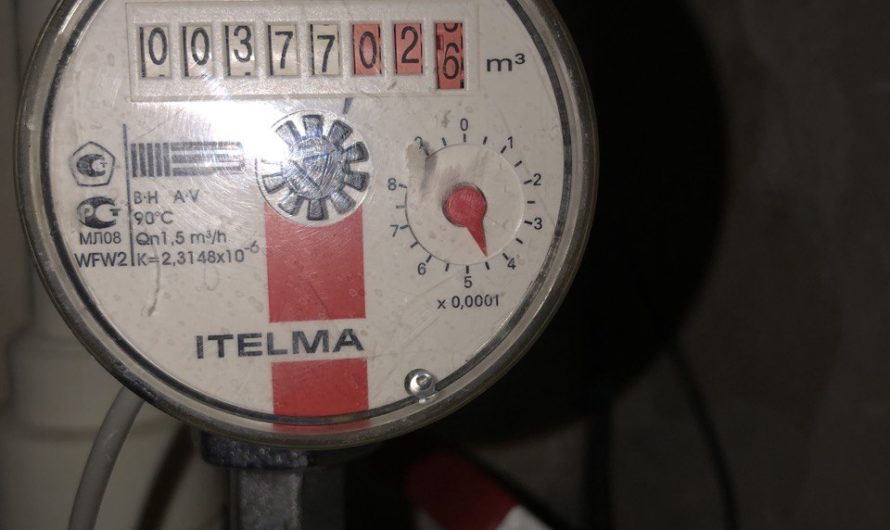 00377026 m³
0
1
2
3
4
5
6
7
8
9
x 0,0001
B·H A·V
90°C
МЛ08 Qn1,5 m³/h
WFW2 K= 2,3148x10⁻⁶
ITELMA